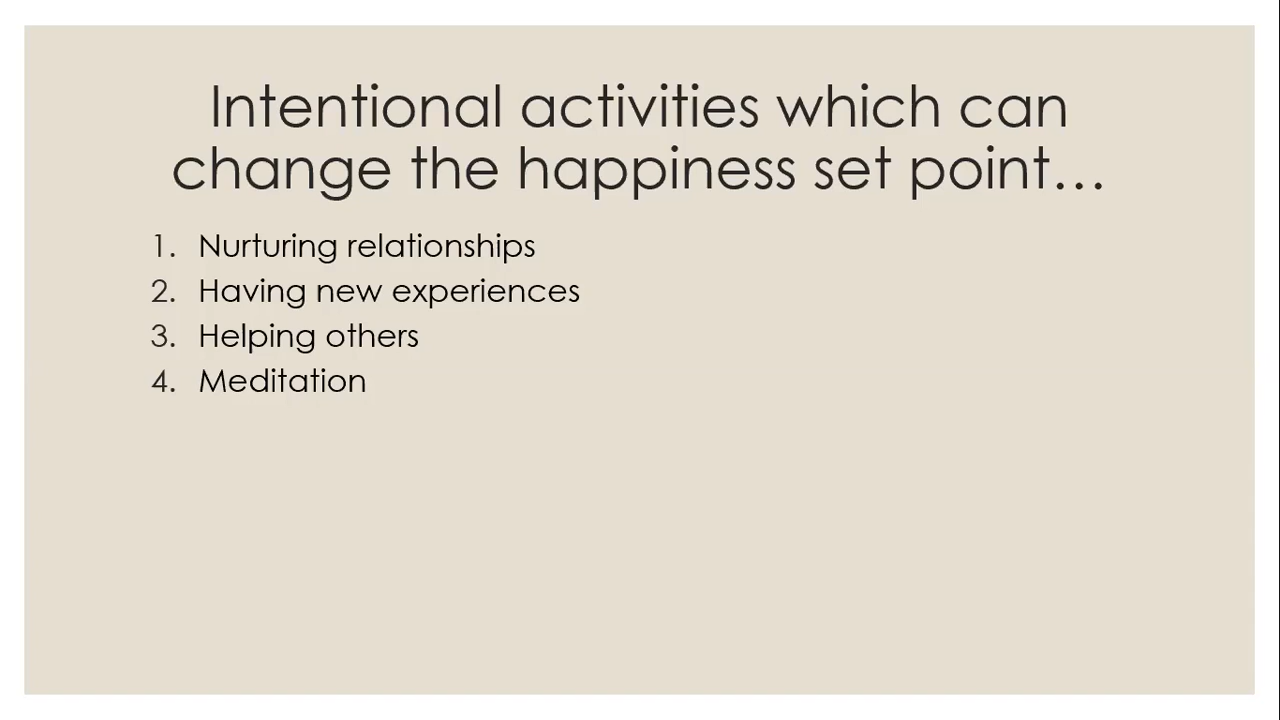 Intentional activities which can
change the happiness set point…
1. Nurturing relationships
2. Having new experiences
3. Helping others
4. Meditation